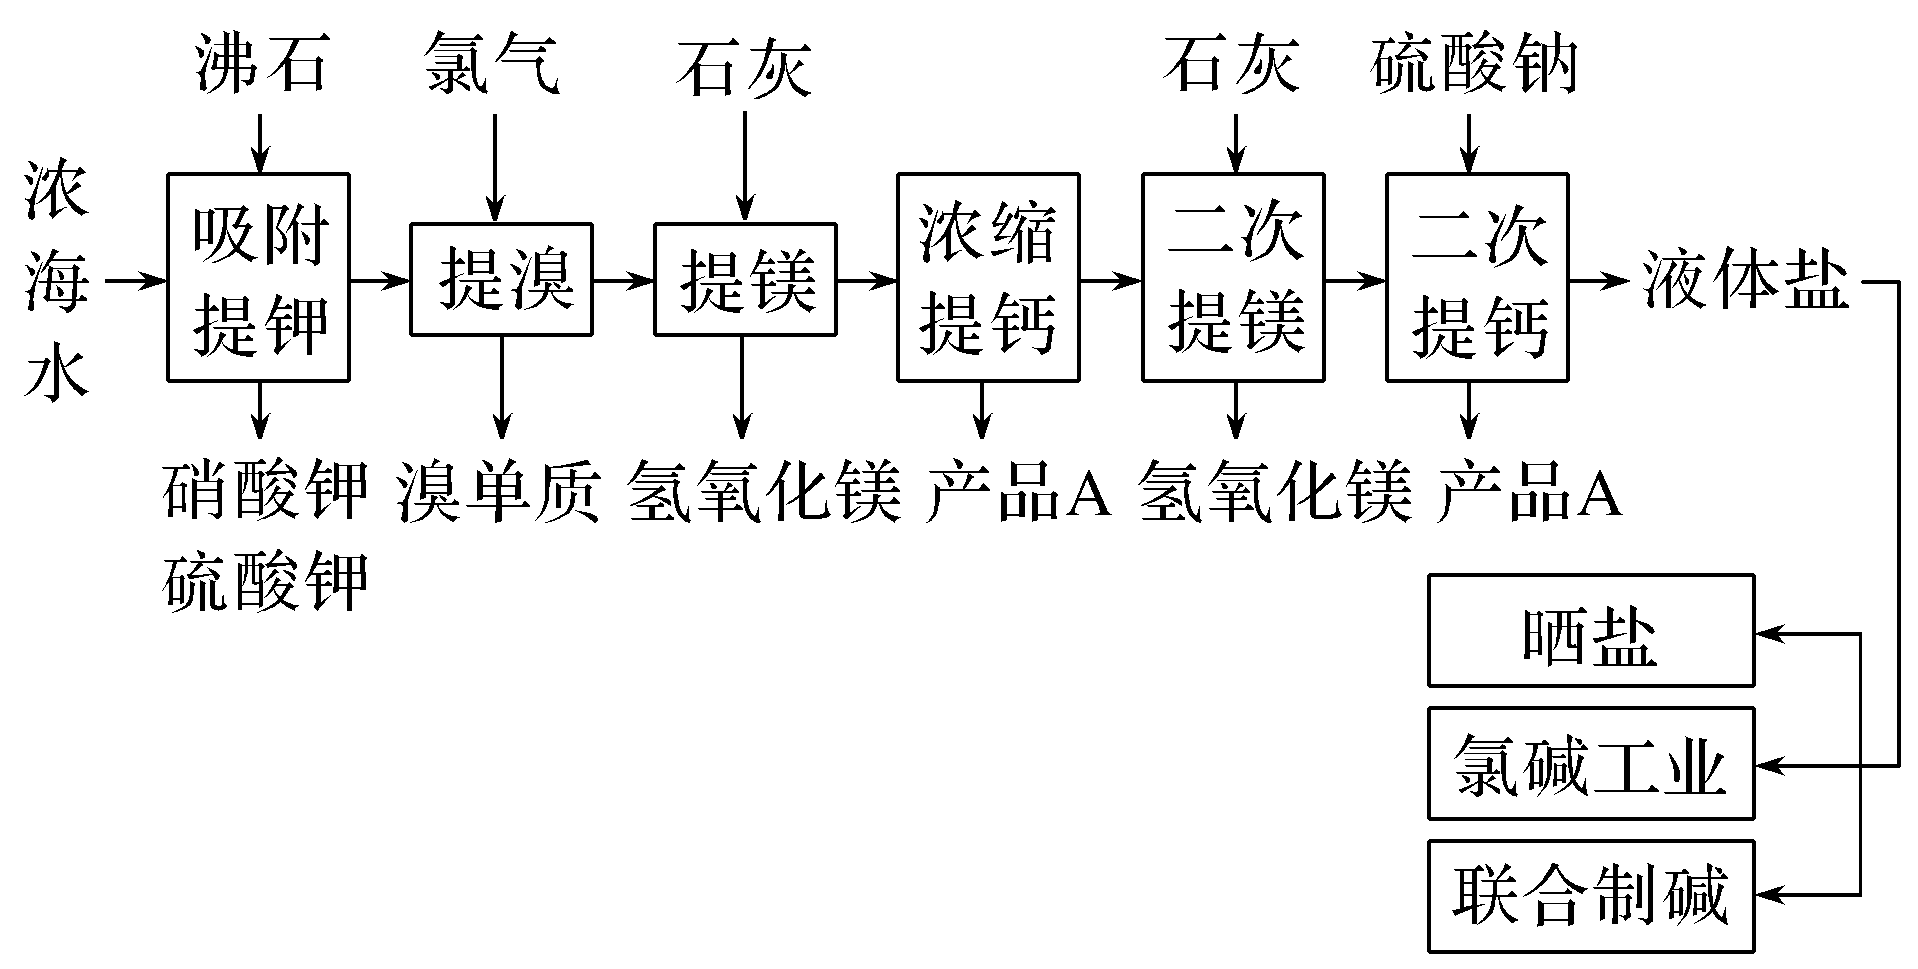 沸石
氯气
石灰
石灰
硫酸钠
浓海水
吸附
提钾
提溴
提镁
浓缩
提钙
二次
提镁
二次
提钙
液体盐
硝酸钾
硫酸钾
溴单质
氢氧化镁
产品A
氢氧化镁
产品A
晒盐
氯碱工业
联合制碱